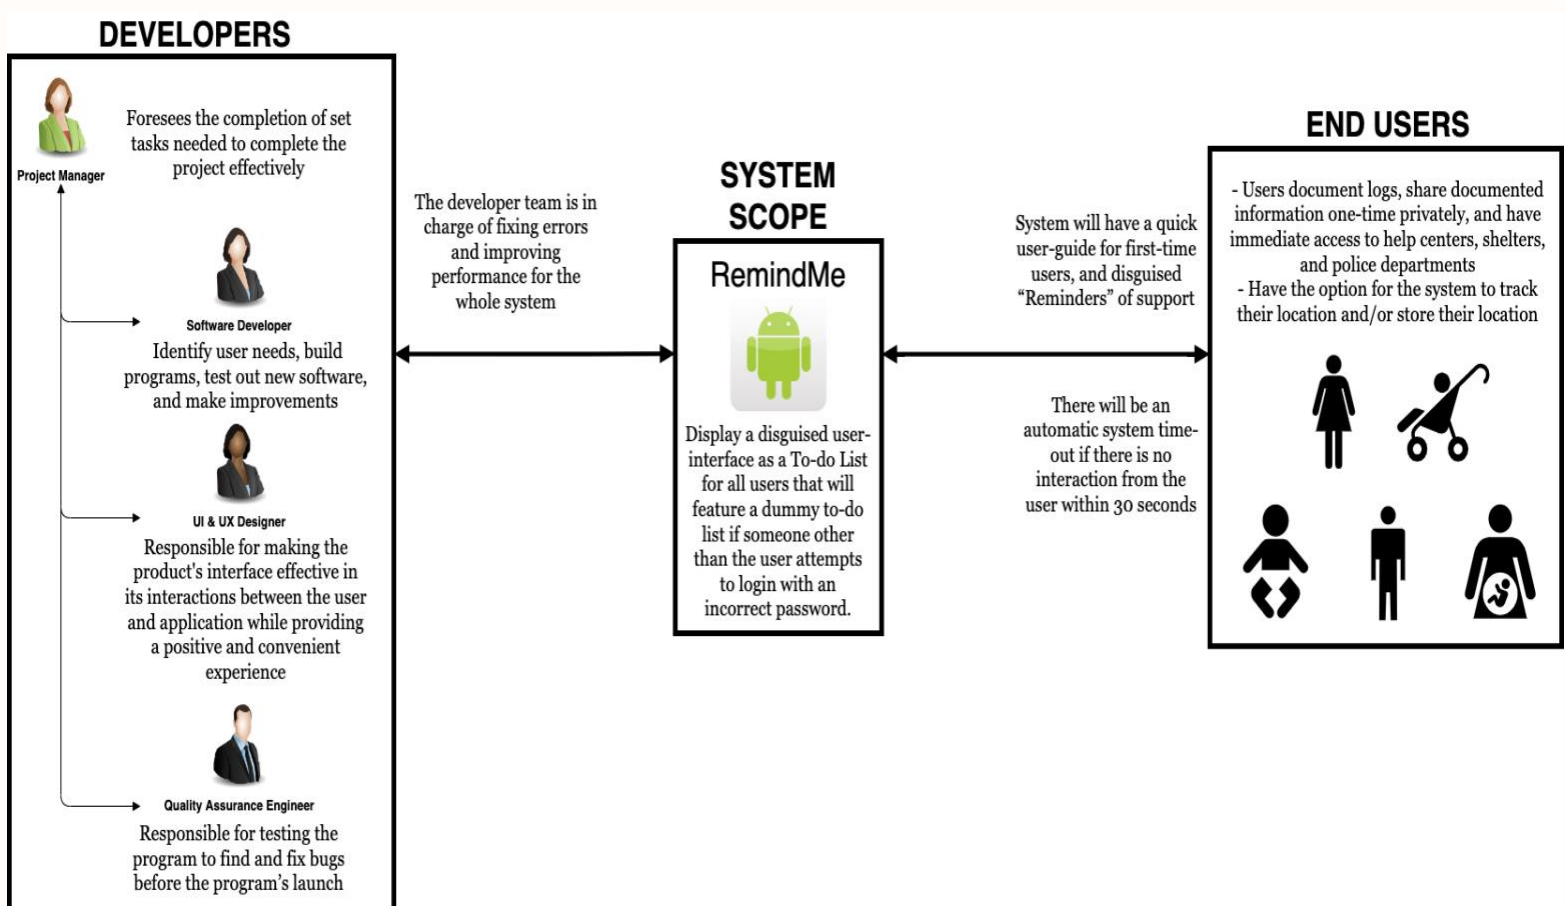 DEVELOPERS
Project Manager
Foresees the completion of set
tasks needed to complete the
project effectively
Software Developer
Identify user needs, build
programs, test out new software,
and make improvements
UI & UX Designer
Responsible for making the
product's interface effective in
its interactions between the user
and application while providing
a positive and convenient
experience
Quality Assurance Engineer
Responsible for testing the
program to find and fix bugs
before the program's launch
The developer team is in
charge of fixing errors
and improving
performance for the
whole system
SYSTEM
SCOPE
RemindMe
Display a disguised user-
interface as a To-do List
for all users that will
feature a dummy to-do
list if someone other
than the user attempts
to login with an
incorrect password.
System will have a quick
user-guide for first-time
users, and disguised
“Reminders” of support
There will be an
automatic system time-
out if there is no
interaction from the
user within 30 seconds
END USERS
- Users document logs, share documented
information one-time privately, and have
immediate access to help centers, shelters,
and police departments
- Have the option for the system to track
their location and/or store their location